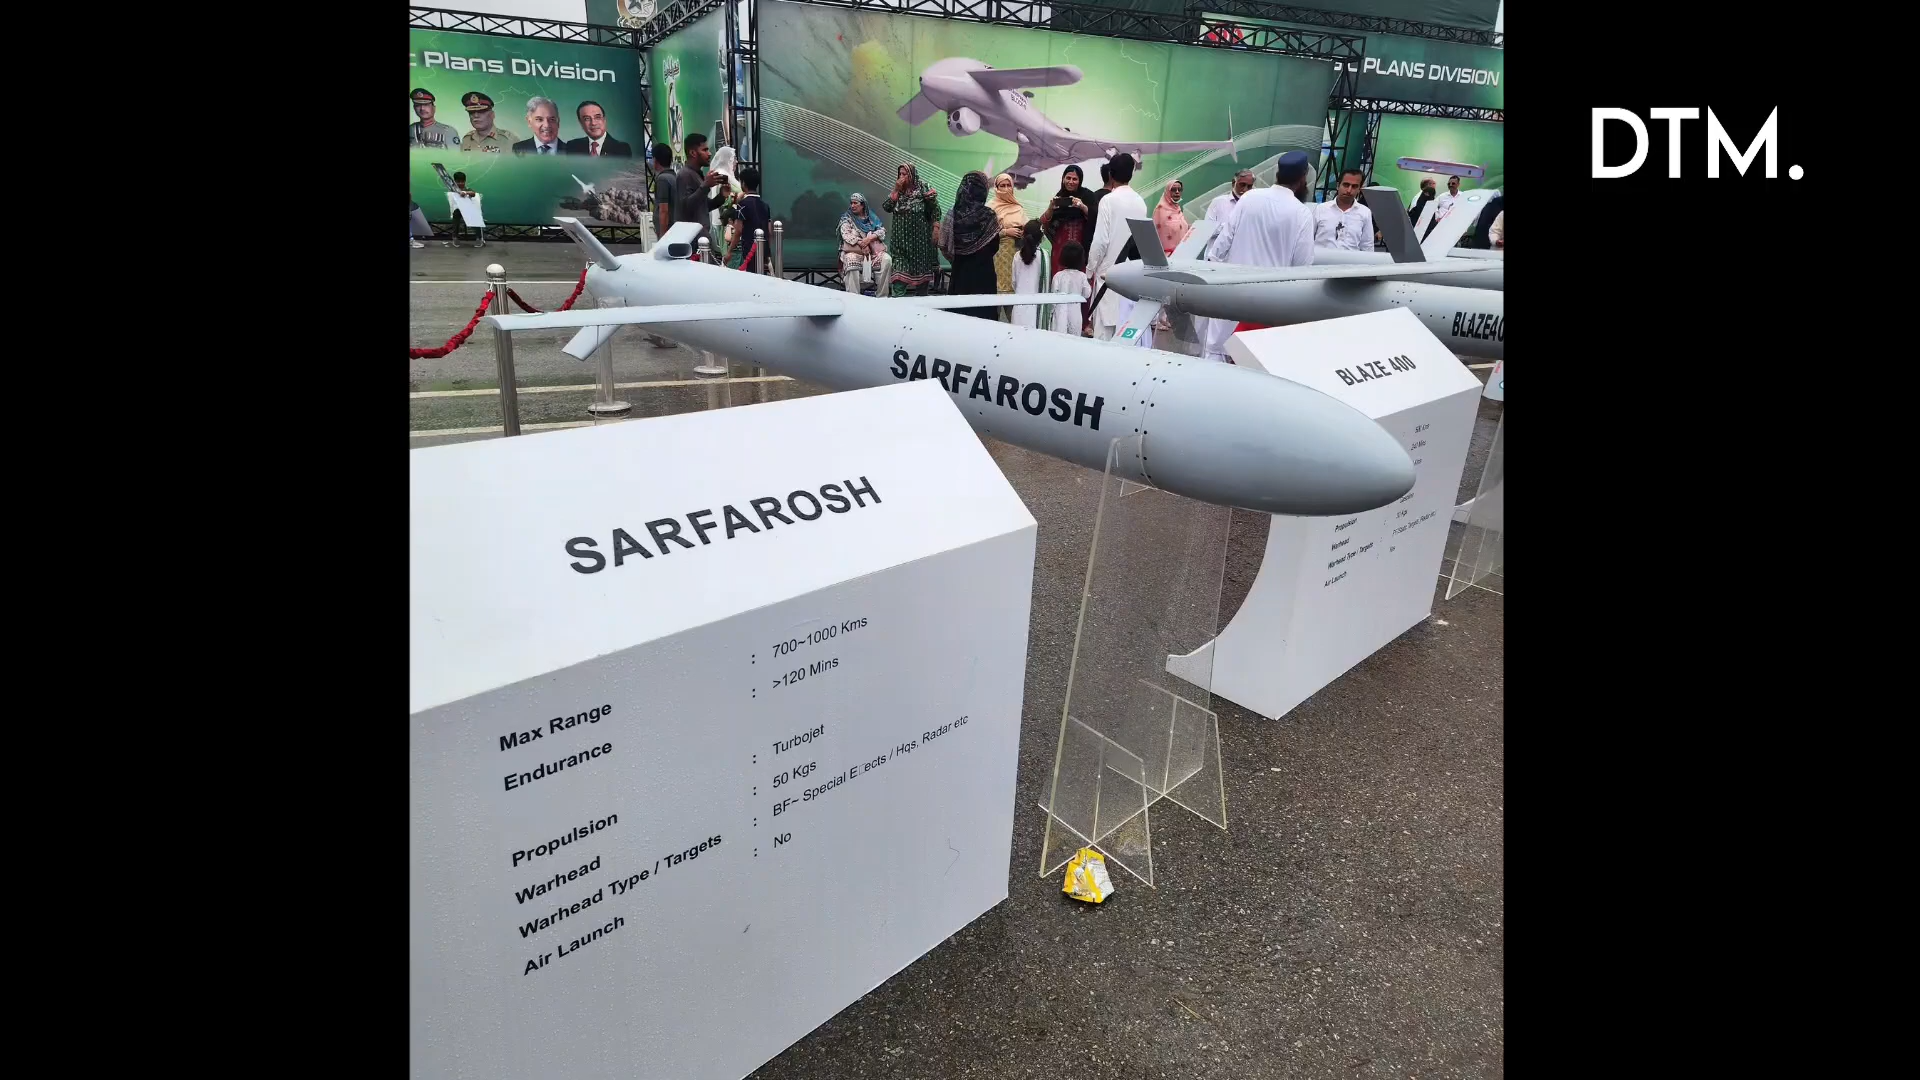 Plans Division
PLANS DIVISION
DTM.
SARFAROSH
BLAZE40
BLAZE 400
SARFAROSH
Max Range : 700~1000 Kms
Endurance : >120 Mins
Propulsion : Turbojet
Warhead : 50 Kgs
Warhead Type / Targets : BF~ Special E▯ects / Hqs, Radar etc
Air Launch : No
Propulsion
Warhead
Warhead Type / Targets
Air Launch